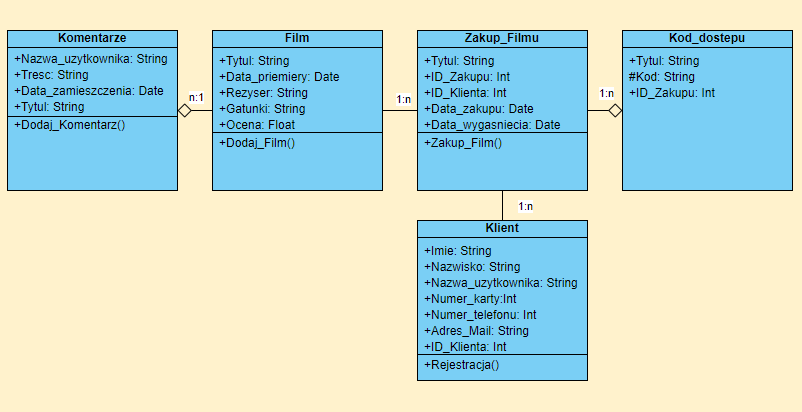 Komentarze
+Nazwa_uzytkownika: String
+Tresc: String
+Data_zamieszczenia: Date
+Tytul: String
+Dodaj_Komentarz()
n:1
Film
+Tytul: String
+Data_priemiery: Date
+Rezyser: String
+Gatunki: String
+Ocena: Float
+Dodaj_Film()
1:n
Zakup_Filmu
+Tytul: String
+ID_Zakupu: Int
+ID_Klienta: Int
+Data_zakupu: Date
+Data_wygasniecia: Date
+Zakup_Film()
1:n
Kod_dostepu
+Tytul: String
#Kod: String
+ID_Zakupu: Int
1:n
Klient
+Imie: String
+Nazwisko: String
+Nazwa_uzytkownika: String
+Numer_karty:Int
+Numer_telefonu: Int
+Adres_Mail: String
+ID_Klienta: Int
+Rejestracja()